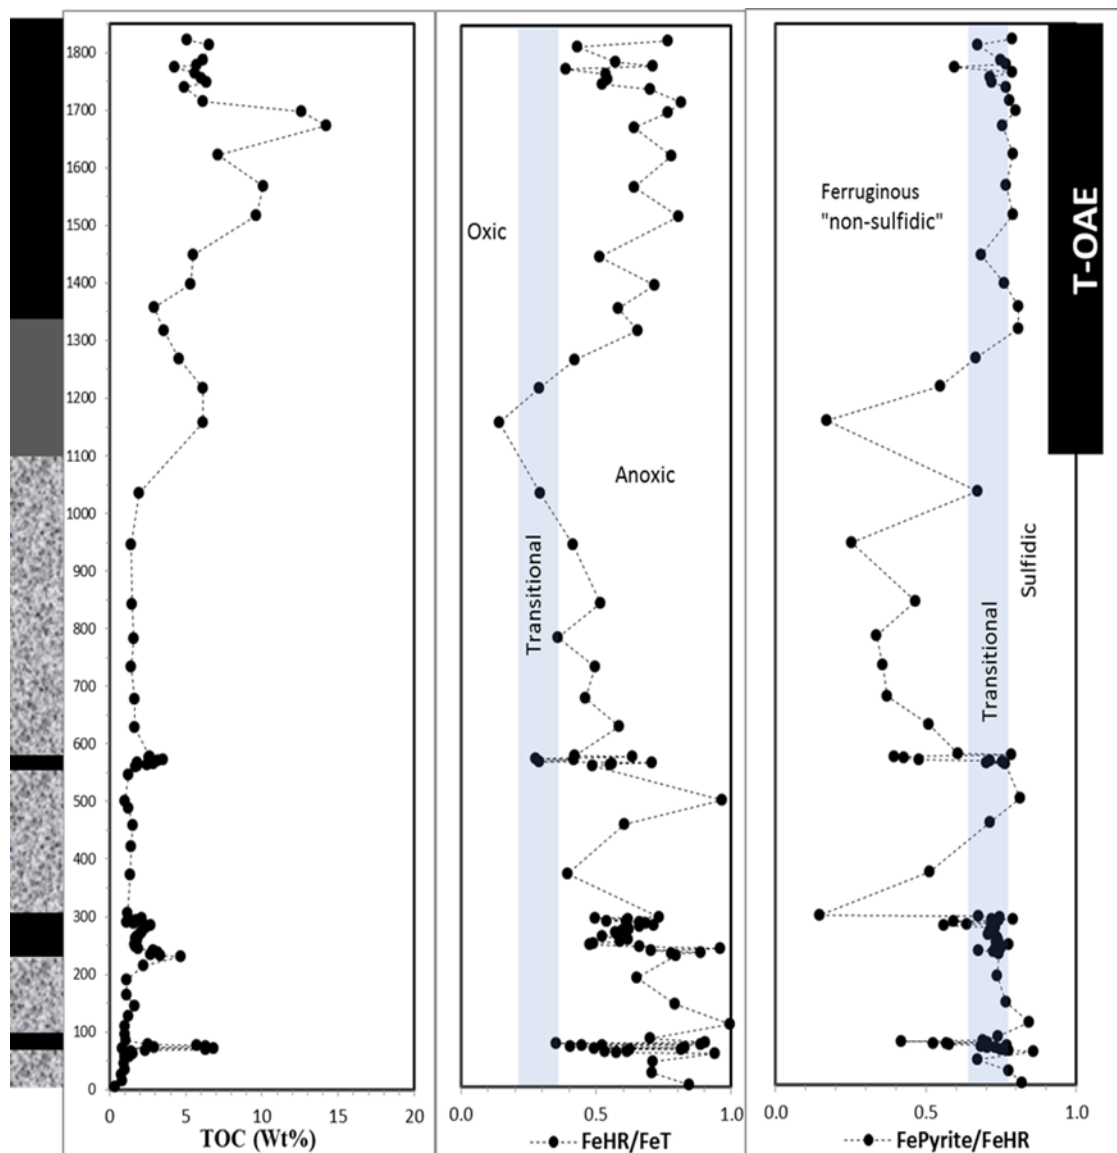 1800
1700
1600
1500
1400
1300
1200
1100
1000
900
800
700
600
500
400
300
200
100
0
0
5
10
15
20
TOC (Wt%)
Oxic
Transitional
Anoxic
0.0
0.5
1.0
FeHR/FeT
Ferruginous
"non-sulfidic"
Transitional
Sulfidic
T-OAE
0.0
0.5
1.0
FePyrite/FeHR